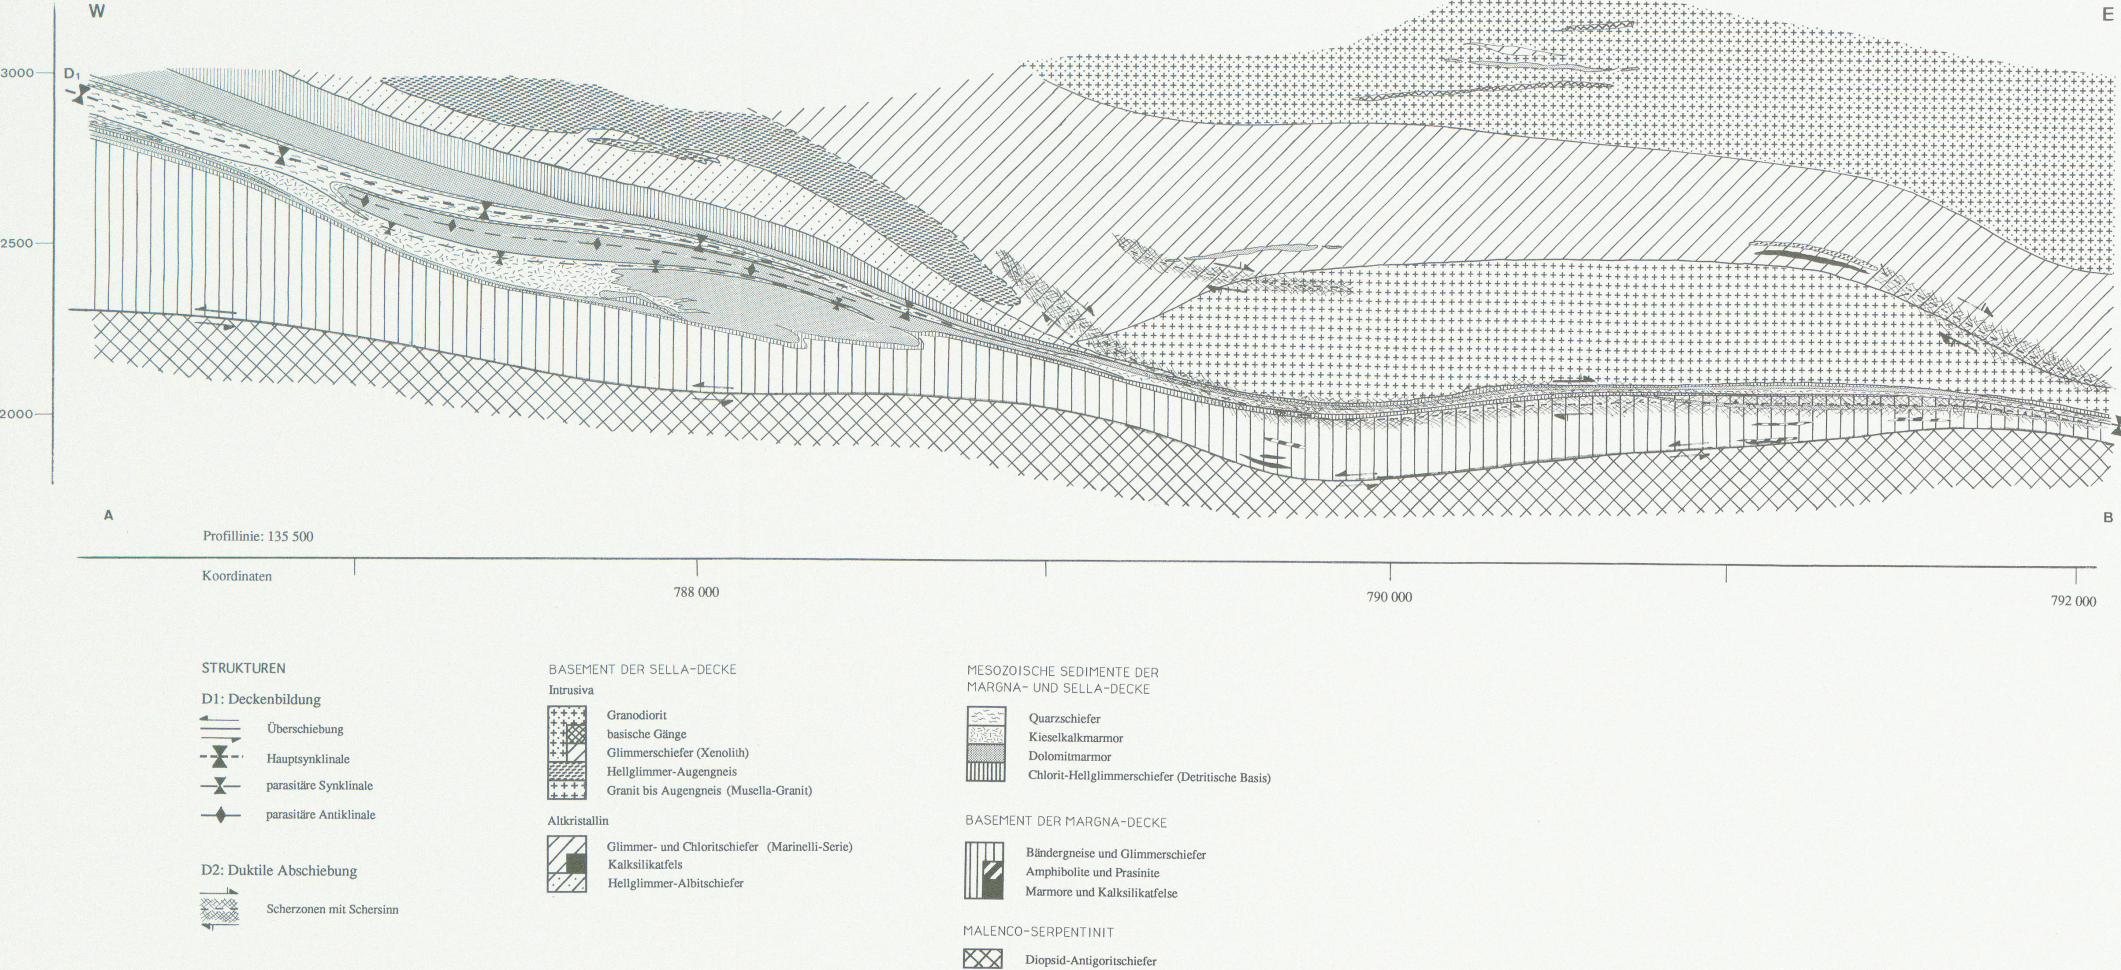 W
E
3000
D1
2500
2000
A
B
Profillinie: 135 500
Koordinaten
788 000
790 000
792 000
STRUKTUREN
D1: Deckenbildung
Überschiebung
Hauptsynklinale
parasitäre Synklinale
parasitäre Antiklinale
D2: Duktile Abschiebung
Scherzonen mit Schersinn
BASEMENT DER SELLA-DECKE
Intrusiva
Granodiorit
basische Gänge
Glimmerschiefer (Xenolith)
Hellglimmer-Augengneis
Granit bis Augengneis (Musella-Granit)
Altkristallin
Glimmer- und Chloritschiefer (Marinelli-Serie)
Kalksilikatfels
Hellglimmer-Albitschiefer
MESOZOISCHE SEDIMENTE DER
MARGNA- UND SELLA-DECKE
Quarzschiefer
Kieselkalkmarmor
Dolomitmarmor
Chlorit-Hellglimmerschiefer (Detritische Basis)
BASEMENT DER MARGNA-DECKE
Bändergneise und Glimmerschiefer
Amphibolite und Prasinite
Marmore und Kalksilikatfelse
MALENCO-SERPENTINIT
Diopsid-Antigoritschiefer